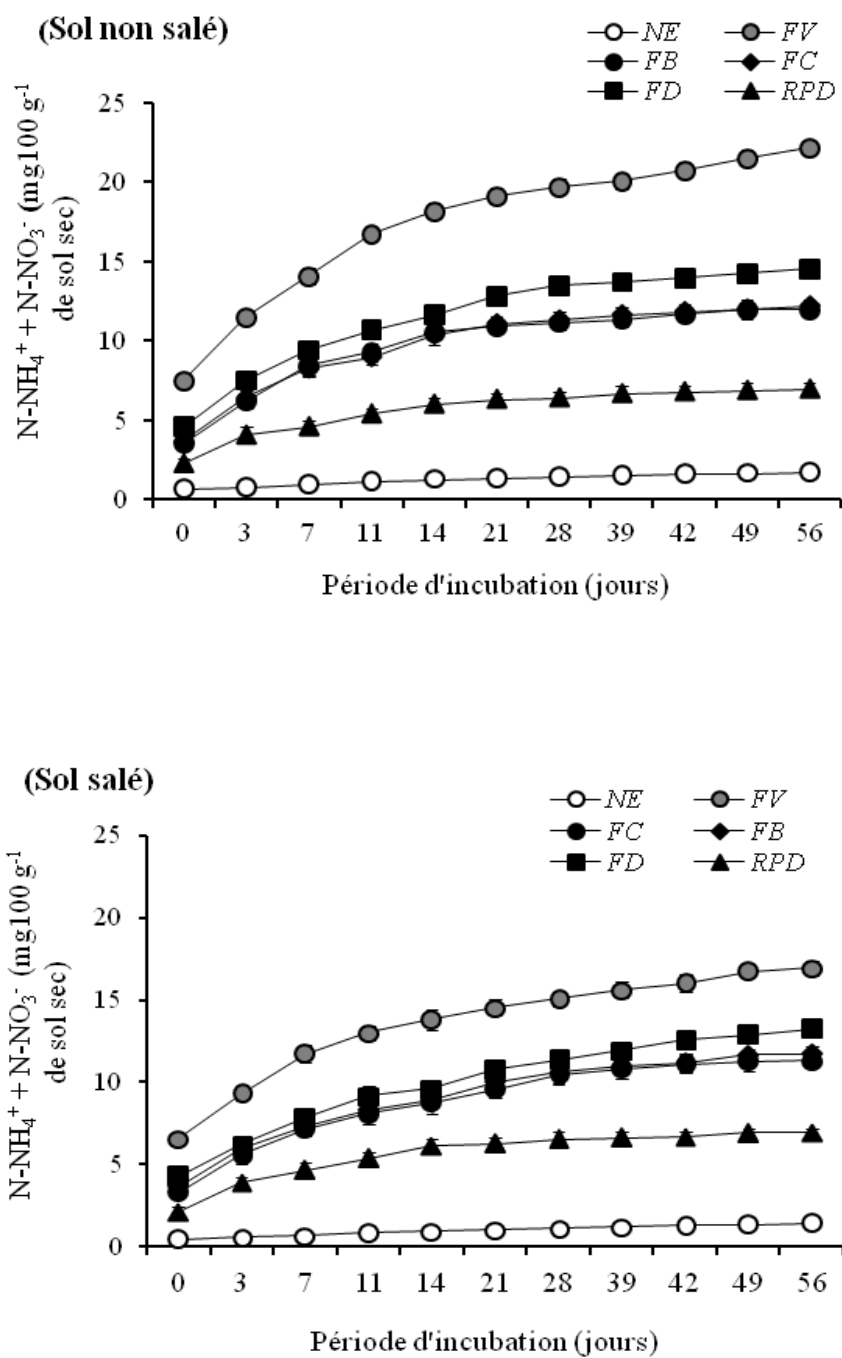 (Sol non salé)
NE FV
FB FC
FD RPD
N-NH₄⁺ + N-NO₃⁻ (mg100 g⁻¹
de sol sec)
25
20
15
10
5
0
0 3 7 11 14 21 28 39 42 49 56
Période d'incubation (jours)
(Sol salé)
NE FV
FC FB
FD RPD
N-NH₄⁺ + N-NO₃⁻ (mg100 g⁻¹
de sol sec)
25
20
15
10
5
0
0 3 7 11 14 21 28 39 42 49 56
Période d'incubation (jours)